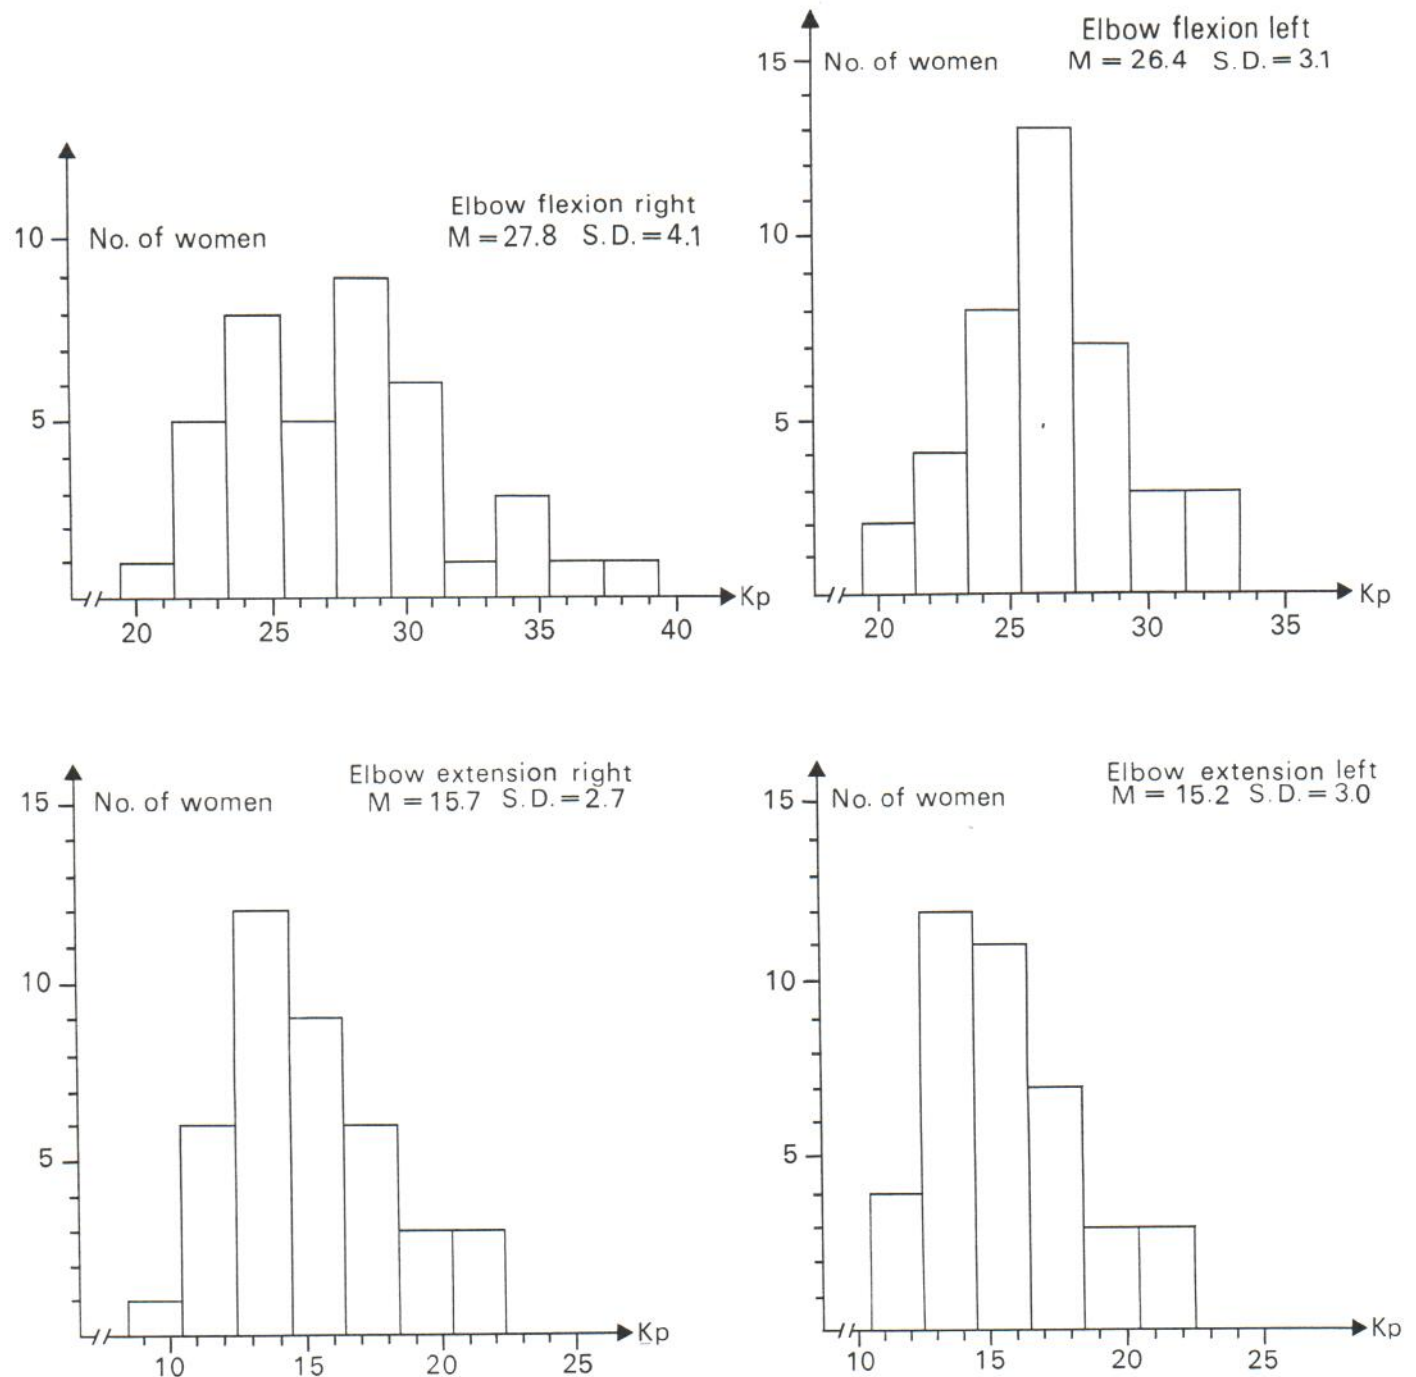 Elbow flexion right
M = 27.8 S.D. = 4.1
No. of women
10
5
20 25 30 35 40 Kp
Elbow flexion left
M = 26.4 S.D. = 3.1
No. of women
15
10
5
20 25 30 35 Kp
Elbow extension right
M = 15.7 S.D. = 2.7
No. of women
15
10
5
10 15 20 25 Kp
Elbow extension left
M = 15.2 S.D. = 3.0
No. of women
15
10
5
10 15 20 25 Kp